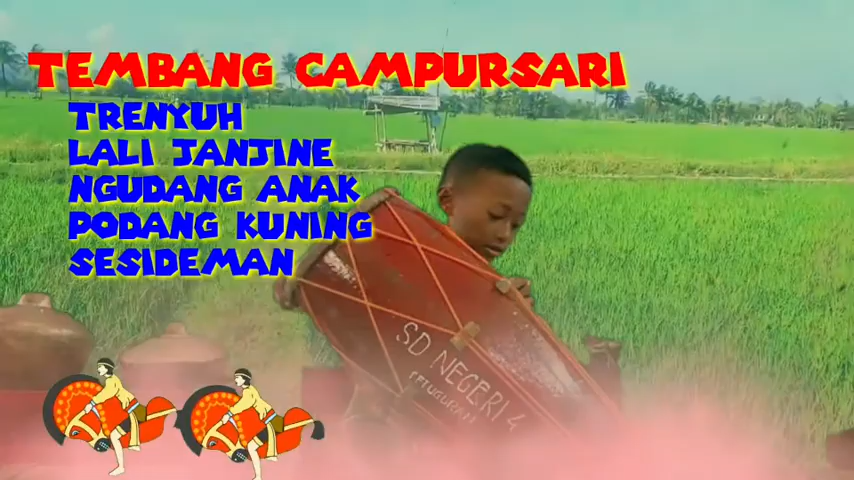 TEMBANG CAMPURSARI
TRENYUH
LALI JANJINE
NGUDANG ANAK
PODANG KUNING
SESIDEMAN
SD NEGERI 4